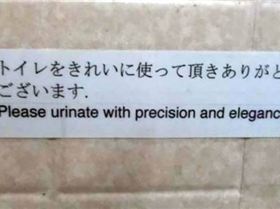 トイレをきれいに使って頂きありがと
ございます.
Please urinate with precision and eleganc